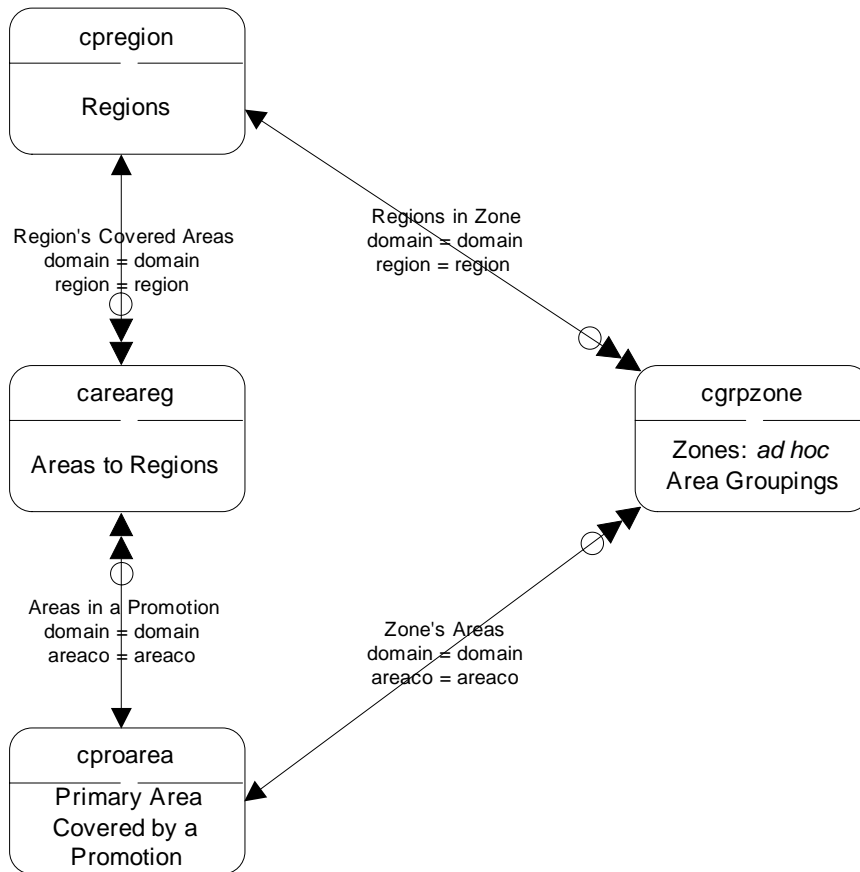 cpregion
Regions
Region's Covered Areas
domain = domain
region = region
Regions in Zone
domain = domain
region = region
careareg
Areas to Regions
cgrpzone
Zones: ad hoc
Area Groupings
Areas in a Promotion
domain = domain
areaco = areaco
Zone's Areas
domain = domain
areaco = areaco
cproarea
Primary Area
Covered by a
Promotion